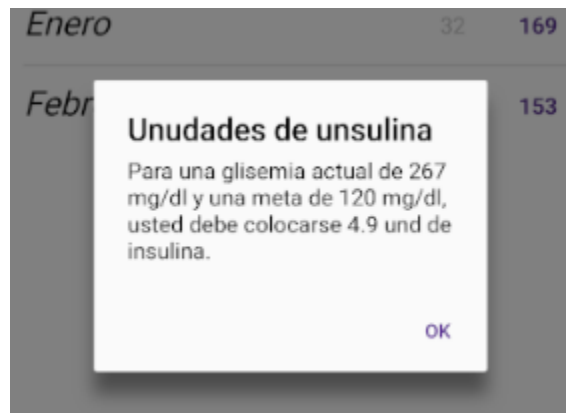 Enero 32 169
Febr 153
Unudades de unsulina
Para una glisemia actual de 267
mg/dl y una meta de 120 mg/dl,
usted debe colocarse 4.9 und de
insulina.
OK